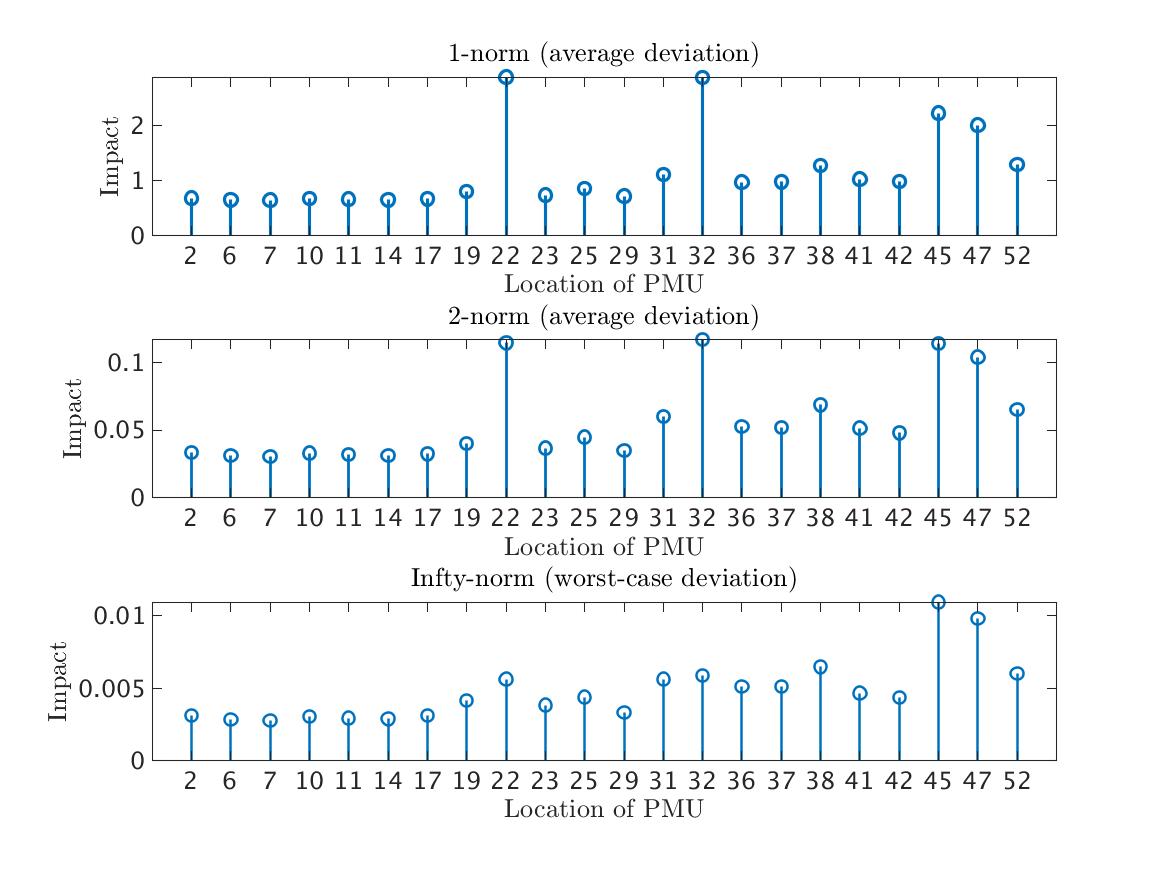 1-norm (average deviation)
2
1
0
Impact
2 6 7 10 11 14 17 19 22 23 25 29 31 32 36 37 38 41 42 45 47 52
Location of PMU
2-norm (average deviation)
0.1
0.05
0
Impact
2 6 7 10 11 14 17 19 22 23 25 29 31 32 36 37 38 41 42 45 47 52
Location of PMU
Infty-norm (worst-case deviation)
0.01
0.005
0
Impact
2 6 7 10 11 14 17 19 22 23 25 29 31 32 36 37 38 41 42 45 47 52
Location of PMU